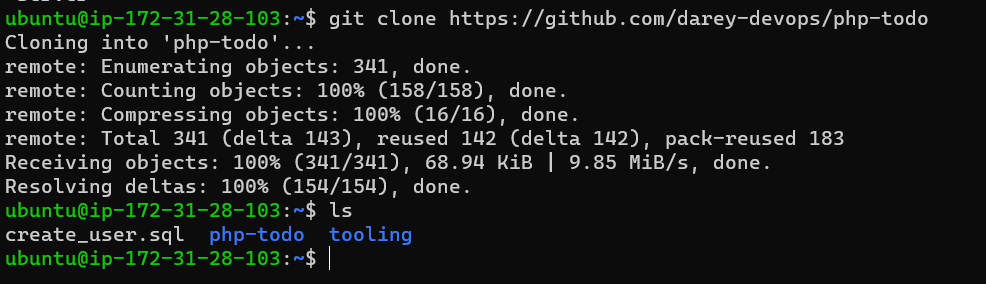 ubuntu@ip-172-31-28-103:~$ git clone https://github.com/darey-devops/php-todo
Cloning into 'php-todo'...
remote: Enumerating objects: 341, done.
remote: Counting objects: 100% (158/158), done.
remote: Compressing objects: 100% (16/16), done.
remote: Total 341 (delta 143), reused 142 (delta 142), pack-reused 183
Receiving objects: 100% (341/341), 68.94 KiB | 9.85 MiB/s, done.
Resolving deltas: 100% (154/154), done.
ubuntu@ip-172-31-28-103:~$ ls
create_user.sql  php-todo  tooling
ubuntu@ip-172-31-28-103:~$